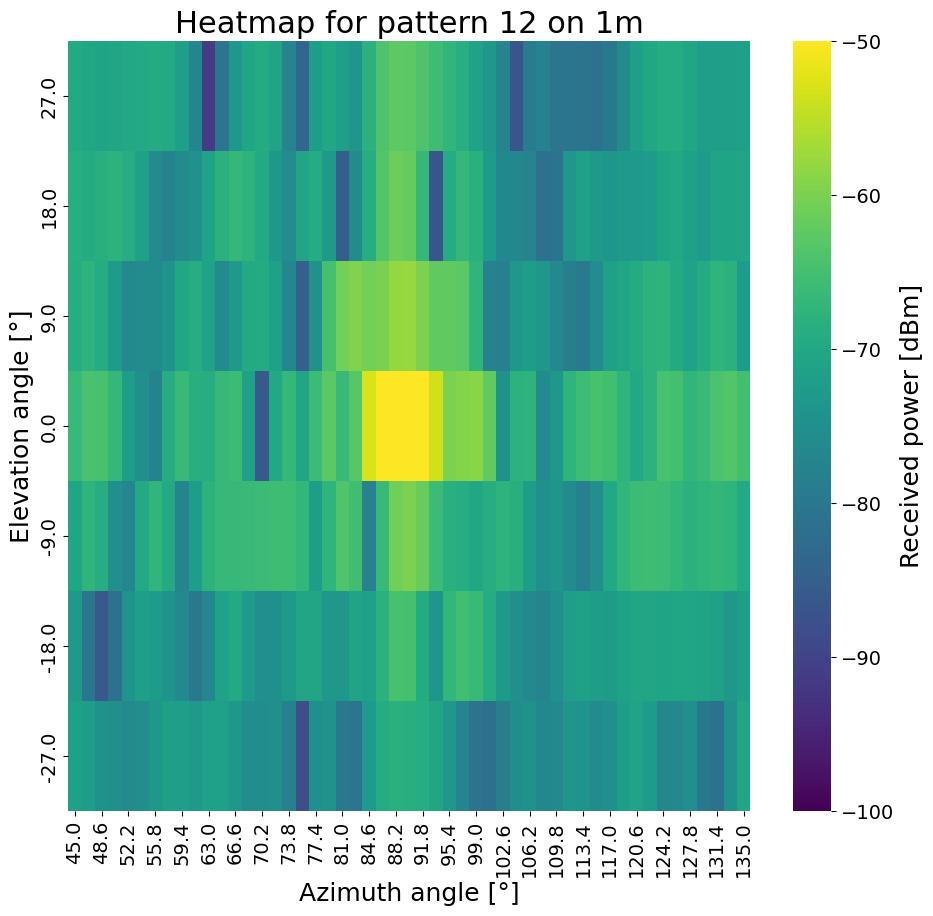 Heatmap for pattern 12 on 1m
Elevation angle [°]
27.0
18.0
9.0
0.0
-9.0
-18.0
-27.0
45.0 48.6 52.2 55.8 59.4 63.0 66.6 70.2 73.8 77.4 81.0 84.6 88.2 91.8 95.4 99.0 102.6 106.2 109.8 113.4 117.0 120.6 124.2 127.8 131.4 135.0
Azimuth angle [°]
−50
−60
−70
−80
−90
−100
Received power [dBm]